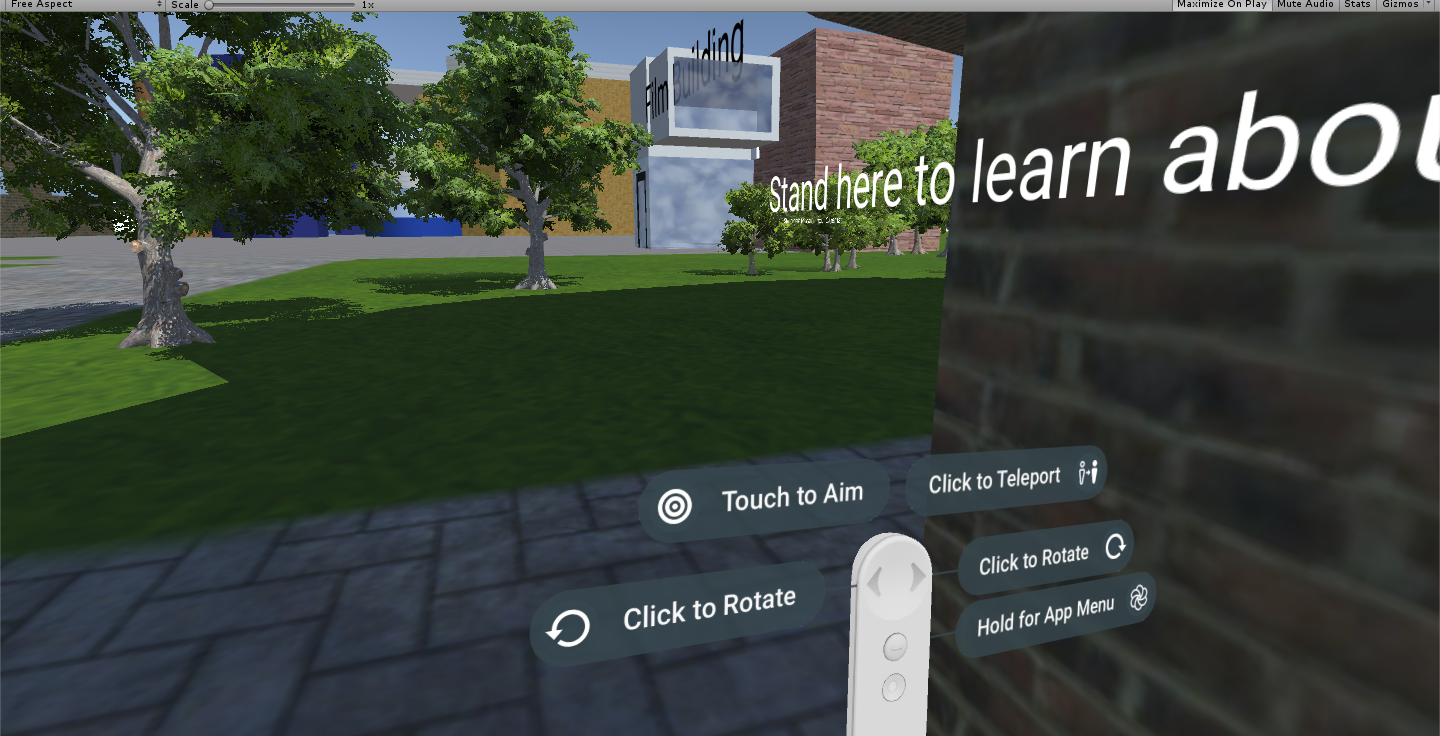 Free Aspect
Scale
1x
Maximize On Play
Mute Audio
Stats
Gizmos
Film Building
Stand here to learn abou
Touch to Aim
Click to Teleport
Click to Rotate
Hold for App Menu
Click to Rotate